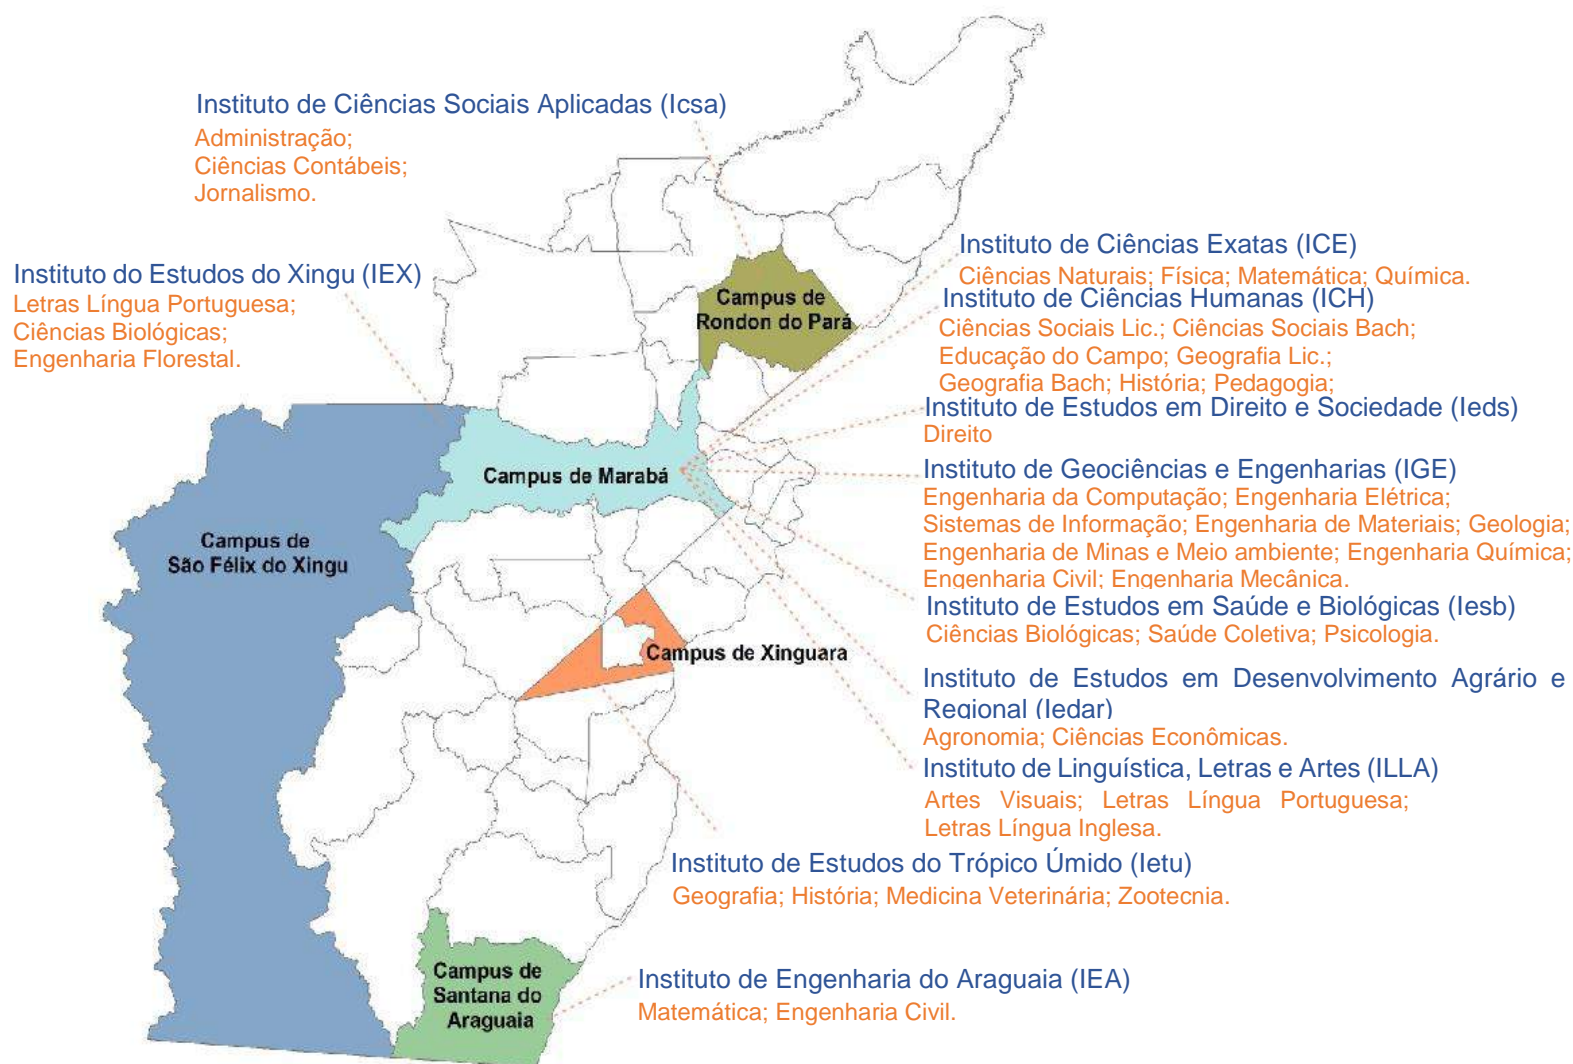 Instituto de Ciências Sociais Aplicadas (Icsa)
Administração;
Ciências Contábeis;
Jornalismo.
Instituto do Estudos do Xingu (IEX)
Letras Língua Portuguesa;
Ciências Biológicas;
Engenharia Florestal.
Campus de
Rondon do Pará
Instituto de Ciências Exatas (ICE)
Ciências Naturais; Física; Matemática; Química.
Instituto de Ciências Humanas (ICH)
Ciências Sociais Lic.; Ciências Sociais Bach;
Educação do Campo; Geografia Lic.;
Geografia Bach; História; Pedagogia;
Instituto de Estudos em Direito e Sociedade (Ieds)
Direito
Campus de Marabá
Instituto de Geociências e Engenharias (IGE)
Engenharia da Computação; Engenharia Elétrica;
Sistemas de Informação; Engenharia de Materiais; Geologia;
Engenharia de Minas e Meio ambiente; Engenharia Química;
Engenharia Civil; Engenharia Mecânica.
Campus de
São Félix do Xingu
Instituto de Estudos em Saúde e Biológicas (Iesb)
Ciências Biológicas; Saúde Coletiva; Psicologia.
Campus de Xinguara
Instituto de Estudos em Desenvolvimento Agrário e
Regional (Iedar)
Agronomia; Ciências Econômicas.
Instituto de Linguística, Letras e Artes (ILLA)
Artes Visuais; Letras Língua Portuguesa;
Letras Língua Inglesa.
Instituto de Estudos do Trópico Úmido (Ietu)
Geografia; História; Medicina Veterinária; Zootecnia.
Campus de
Santana do
Araguaia
Instituto de Engenharia do Araguaia (IEA)
Matemática; Engenharia Civil.